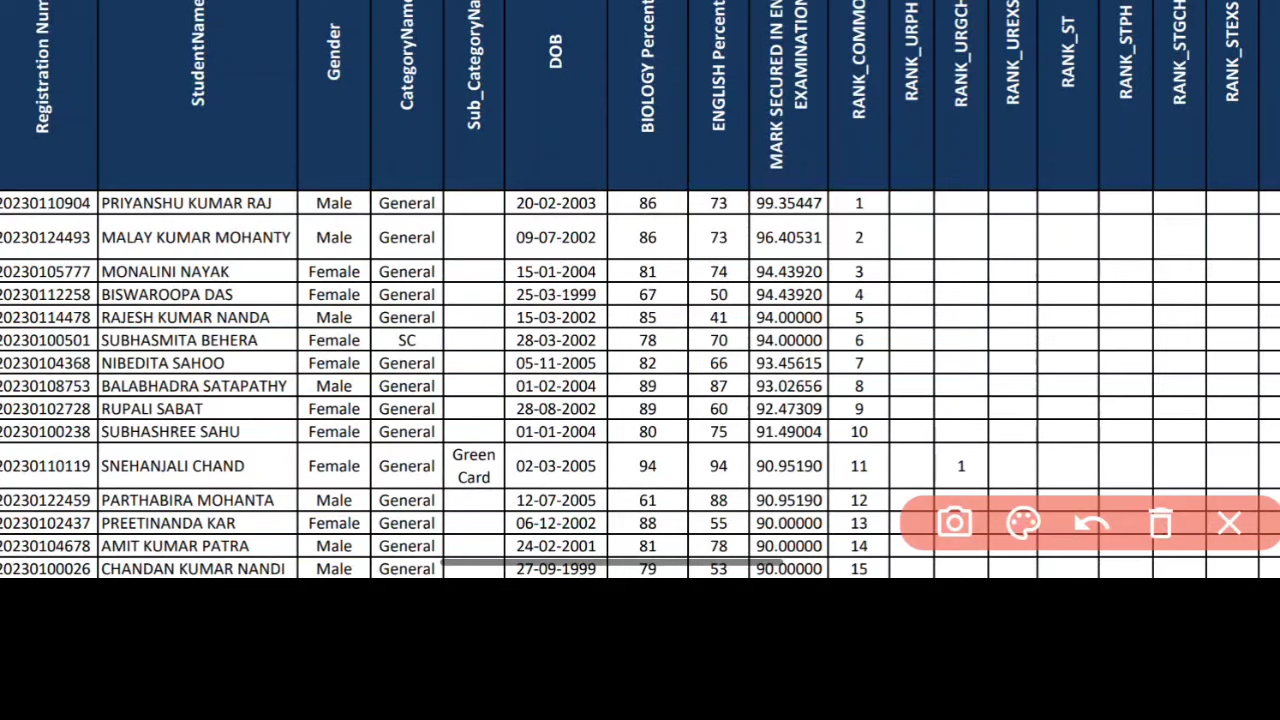 Registration Num
StudentName
Gender
CategoryName
Sub_CategoryNa
DOB
BIOLOGY Percent
ENGLISH Percent
MARK SECURED IN EN
EXAMINATION
RANK_COMMO
RANK_URPH
RANK_URGCH
RANK_UREXS
RANK_ST
RANK_STPH
RANK_STGCH
RANK_STEXS
20230110904 PRIYANSHU KUMAR RAJ Male General 20-02-2003 86 73 99.35447 1
20230124493 MALAY KUMAR MOHANTY Male General 09-07-2002 86 73 96.40531 2
20230105777 MONALINI NAYAK Female General 15-01-2004 81 74 94.43920 3
20230112258 BISWAROOPA DAS Female General 25-03-1999 67 50 94.43920 4
20230114478 RAJESH KUMAR NANDA Male General 15-03-2002 85 41 94.00000 5
20230100501 SUBHASMITA BEHERA Female SC 28-03-2002 78 70 94.00000 6
20230104368 NIBEDITA SAHOO Female General 05-11-2005 82 66 93.45615 7
20230108753 BALABHADRA SATAPATHY Male General 01-02-2004 89 87 93.02656 8
20230102728 RUPALI SABAT Female General 28-08-2002 89 60 92.47309 9
20230100238 SUBHASHREE SAHU Female General 01-01-2004 80 75 91.49004 10
20230110119 SNEHANJALI CHAND Female General Green Card 02-03-2005 94 94 90.95190 11 1
20230122459 PARTHABIRA MOHANTA Male General 12-07-2005 61 88 90.95190 12
20230102437 PREETINANDA KAR Female General 06-12-2002 88 55 90.00000 13
20230104678 AMIT KUMAR PATRA Male General 24-02-2001 81 78 90.00000 14
20230100026 CHANDAN KUMAR NANDI Male General 27-09-1999 79 53 90.00000 15